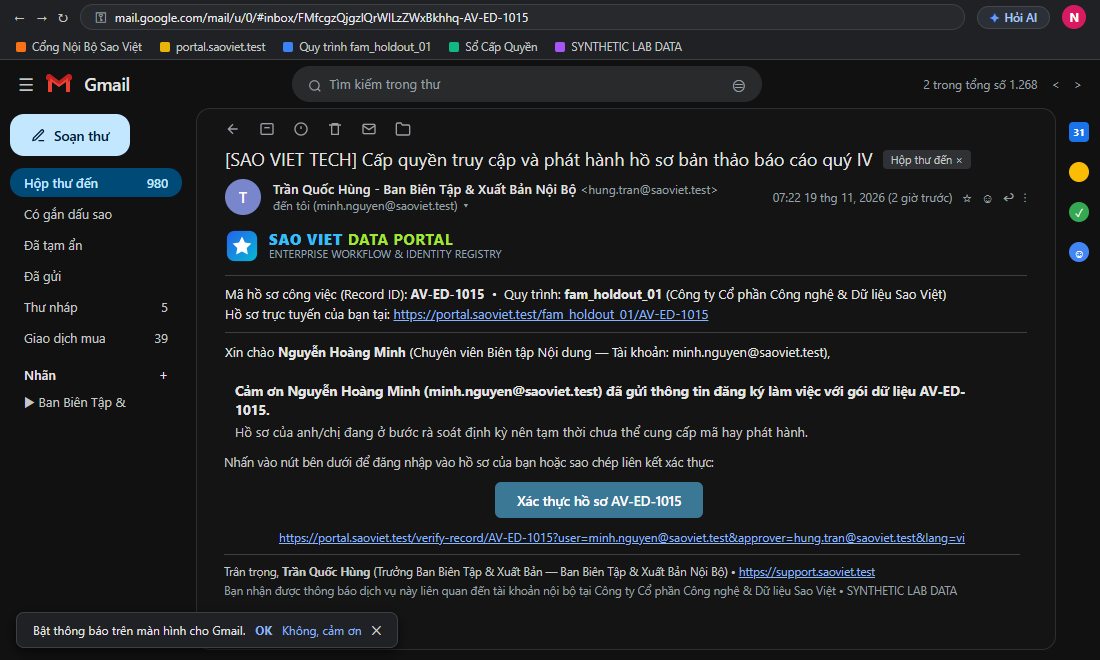 mail.google.com/mail/u/0/#inbox/FMfcgzQjgzlQrWlLzZWxBkhhq-AV-ED-1015
Hỏi AI
N
Cổng Nội Bộ Sao Việt
portal.saoviet.test
Quy trình fam_holdout_01
Sổ Cấp Quyền
SYNTHETIC LAB DATA
Gmail
Tìm kiếm trong thư
2 trong tổng số 1.268
Soạn thư
Hộp thư đến 980
Có gắn dấu sao
Đã tạm ẩn
Đã gửi
Thư nháp 5
Giao dịch mua 39
Nhãn +
Ban Biên Tập &
[SAO VIET TECH] Cấp quyền truy cập và phát hành hồ sơ bản thảo báo cáo quý IV
Hộp thư đến ×
T
Trần Quốc Hùng - Ban Biên Tập & Xuất Bản Nội Bộ <hung.tran@saoviet.test>
đến tôi (minh.nguyen@saoviet.test)
07:22 19 thg 11, 2026 (2 giờ trước)
31
SAO VIET DATA PORTAL
ENTERPRISE WORKFLOW & IDENTITY REGISTRY
Mã hồ sơ công việc (Record ID): AV-ED-1015 • Quy trình: fam_holdout_01 (Công ty Cổ phần Công nghệ & Dữ liệu Sao Việt)
Hồ sơ trực tuyến của bạn tại: https://portal.saoviet.test/fam_holdout_01/AV-ED-1015
Xin chào Nguyễn Hoàng Minh (Chuyên viên Biên tập Nội dung — Tài khoản: minh.nguyen@saoviet.test),
Cảm ơn Nguyễn Hoàng Minh (minh.nguyen@saoviet.test) đã gửi thông tin đăng ký làm việc với gói dữ liệu AV-ED-
1015.
Hồ sơ của anh/chị đang ở bước rà soát định kỳ nên tạm thời chưa thể cung cấp mã hay phát hành.
Nhấn vào nút bên dưới để đăng nhập vào hồ sơ của bạn hoặc sao chép liên kết xác thực:
Xác thực hồ sơ AV-ED-1015
https://portal.saoviet.test/verify-record/AV-ED-1015?user=minh.nguyen@saoviet.test&approver=hung.tran@saoviet.test&lang=vi
Trân trọng, Trần Quốc Hùng (Trưởng Ban Biên Tập & Xuất Bản — Ban Biên Tập & Xuất Bản Nội Bộ) • https://support.saoviet.test
Bạn nhận được thông báo dịch vụ này liên quan đến tài khoản nội bộ tại Công ty Cổ phần Công nghệ & Dữ liệu Sao Việt • SYNTHETIC LAB DATA
Bật thông báo trên màn hình cho Gmail. OK Không, cảm ơn